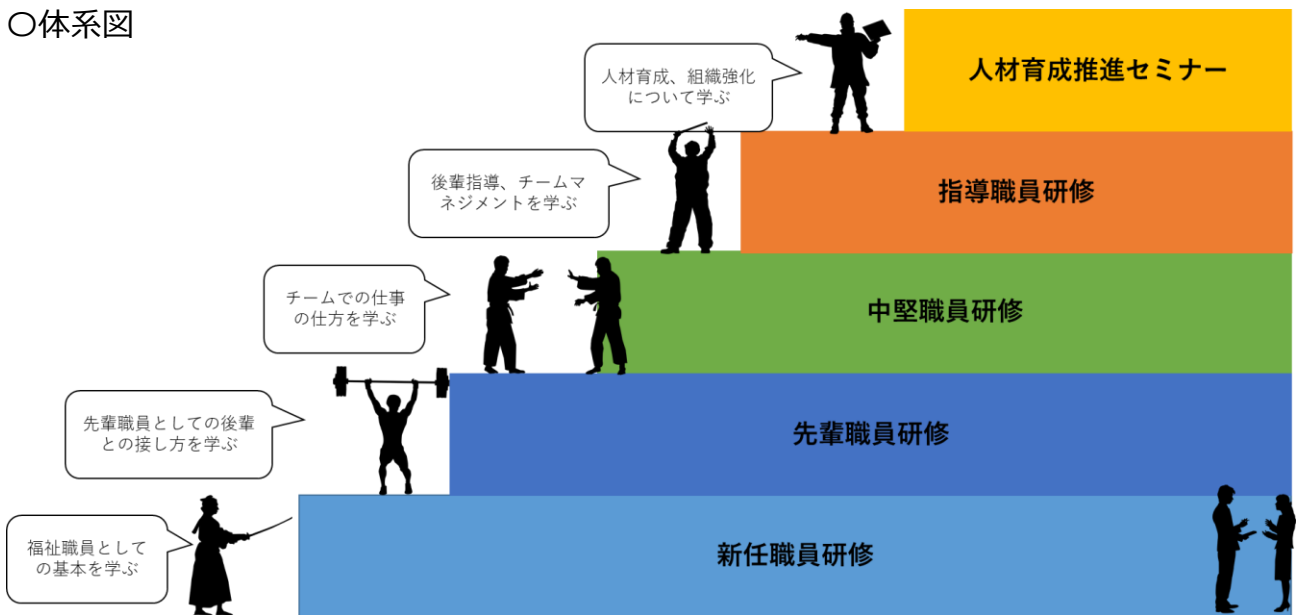 〇体系図
人材育成推進セミナー
人材育成、組織強化
について学ぶ
指導職員研修
後輩指導、チームマ
ネジメントを学ぶ
中堅職員研修
チームでの仕事
の仕方を学ぶ
先輩職員研修
先輩職員としての後輩
との接し方を学ぶ
新任職員研修
福祉職員として
の基本を学ぶ